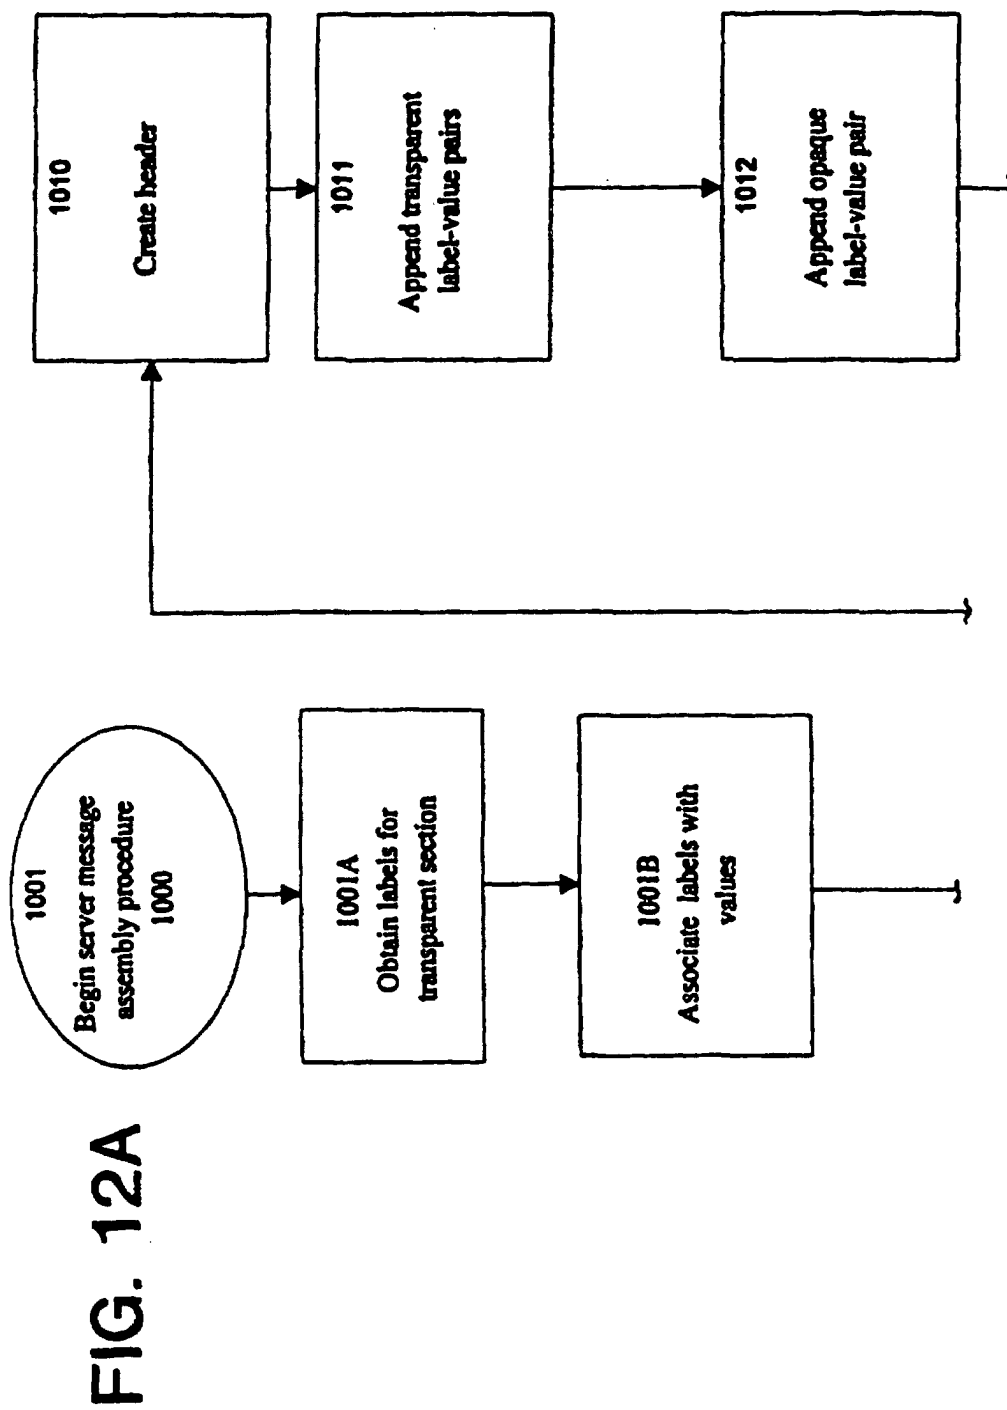 FIG. 12A
1001
Begin server message
assembly procedure
1000
1001A
Obtain labels for
transparent section
1001B
Associate labels with
values
1010
Create header
1011
Append transparent
label-value pairs
1012
Append opaque
label-value pair